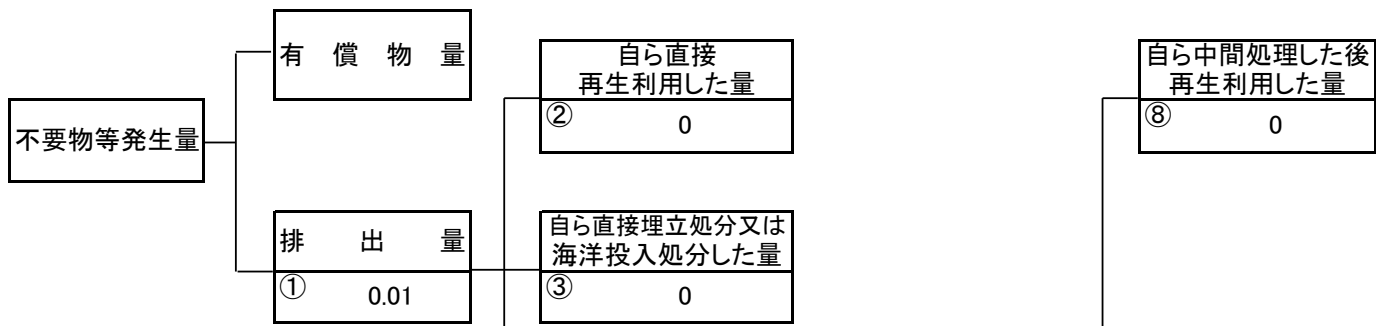 有償物量
自ら直接
再生利用した量
② 0
自ら中間処理した後
再生利用した量
⑧ 0
不要物等発生量
排出量
① 0.01
自ら直接埋立処分又は
海洋投入処分した量
③ 0